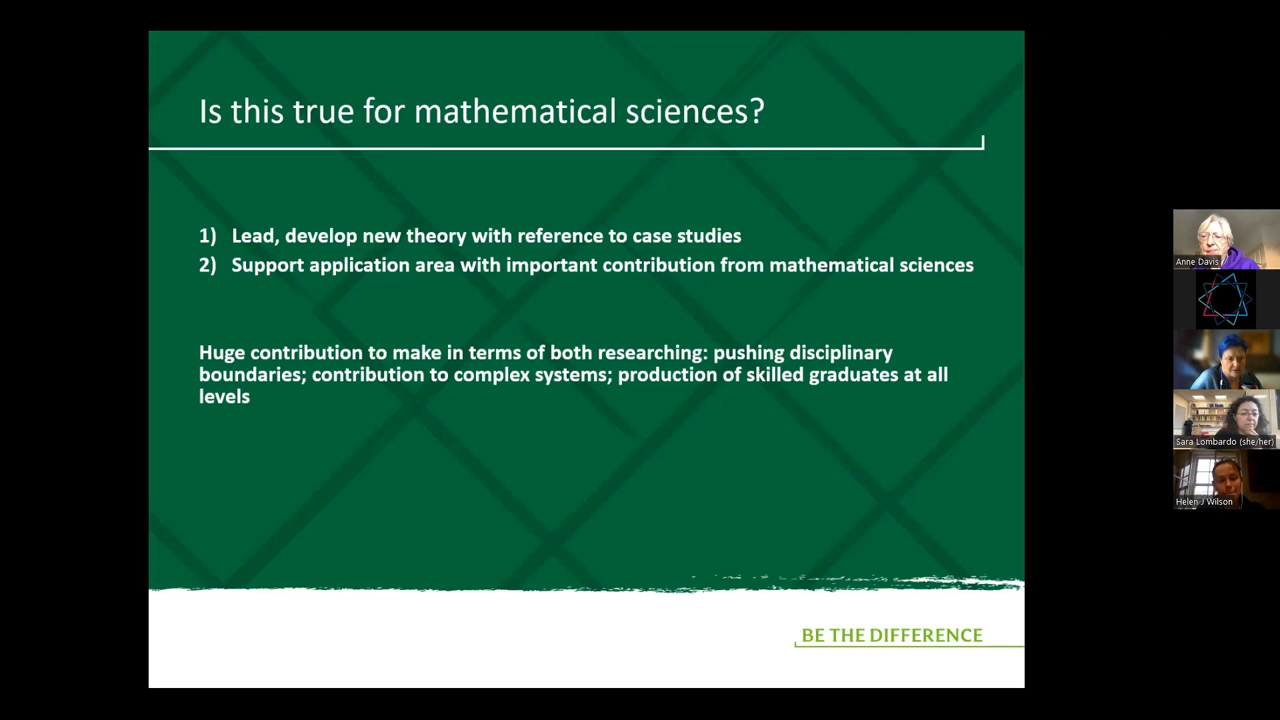 Is this true for mathematical sciences?
1) Lead, develop new theory with reference to case studies
2) Support application area with important contribution from mathematical sciences
Huge contribution to make in terms of both researching: pushing disciplinary
boundaries; contribution to complex systems; production of skilled graduates at all
levels
BE THE DIFFERENCE
Anne Davis
Sara Lombardo (she/her)
Helen J Wilson